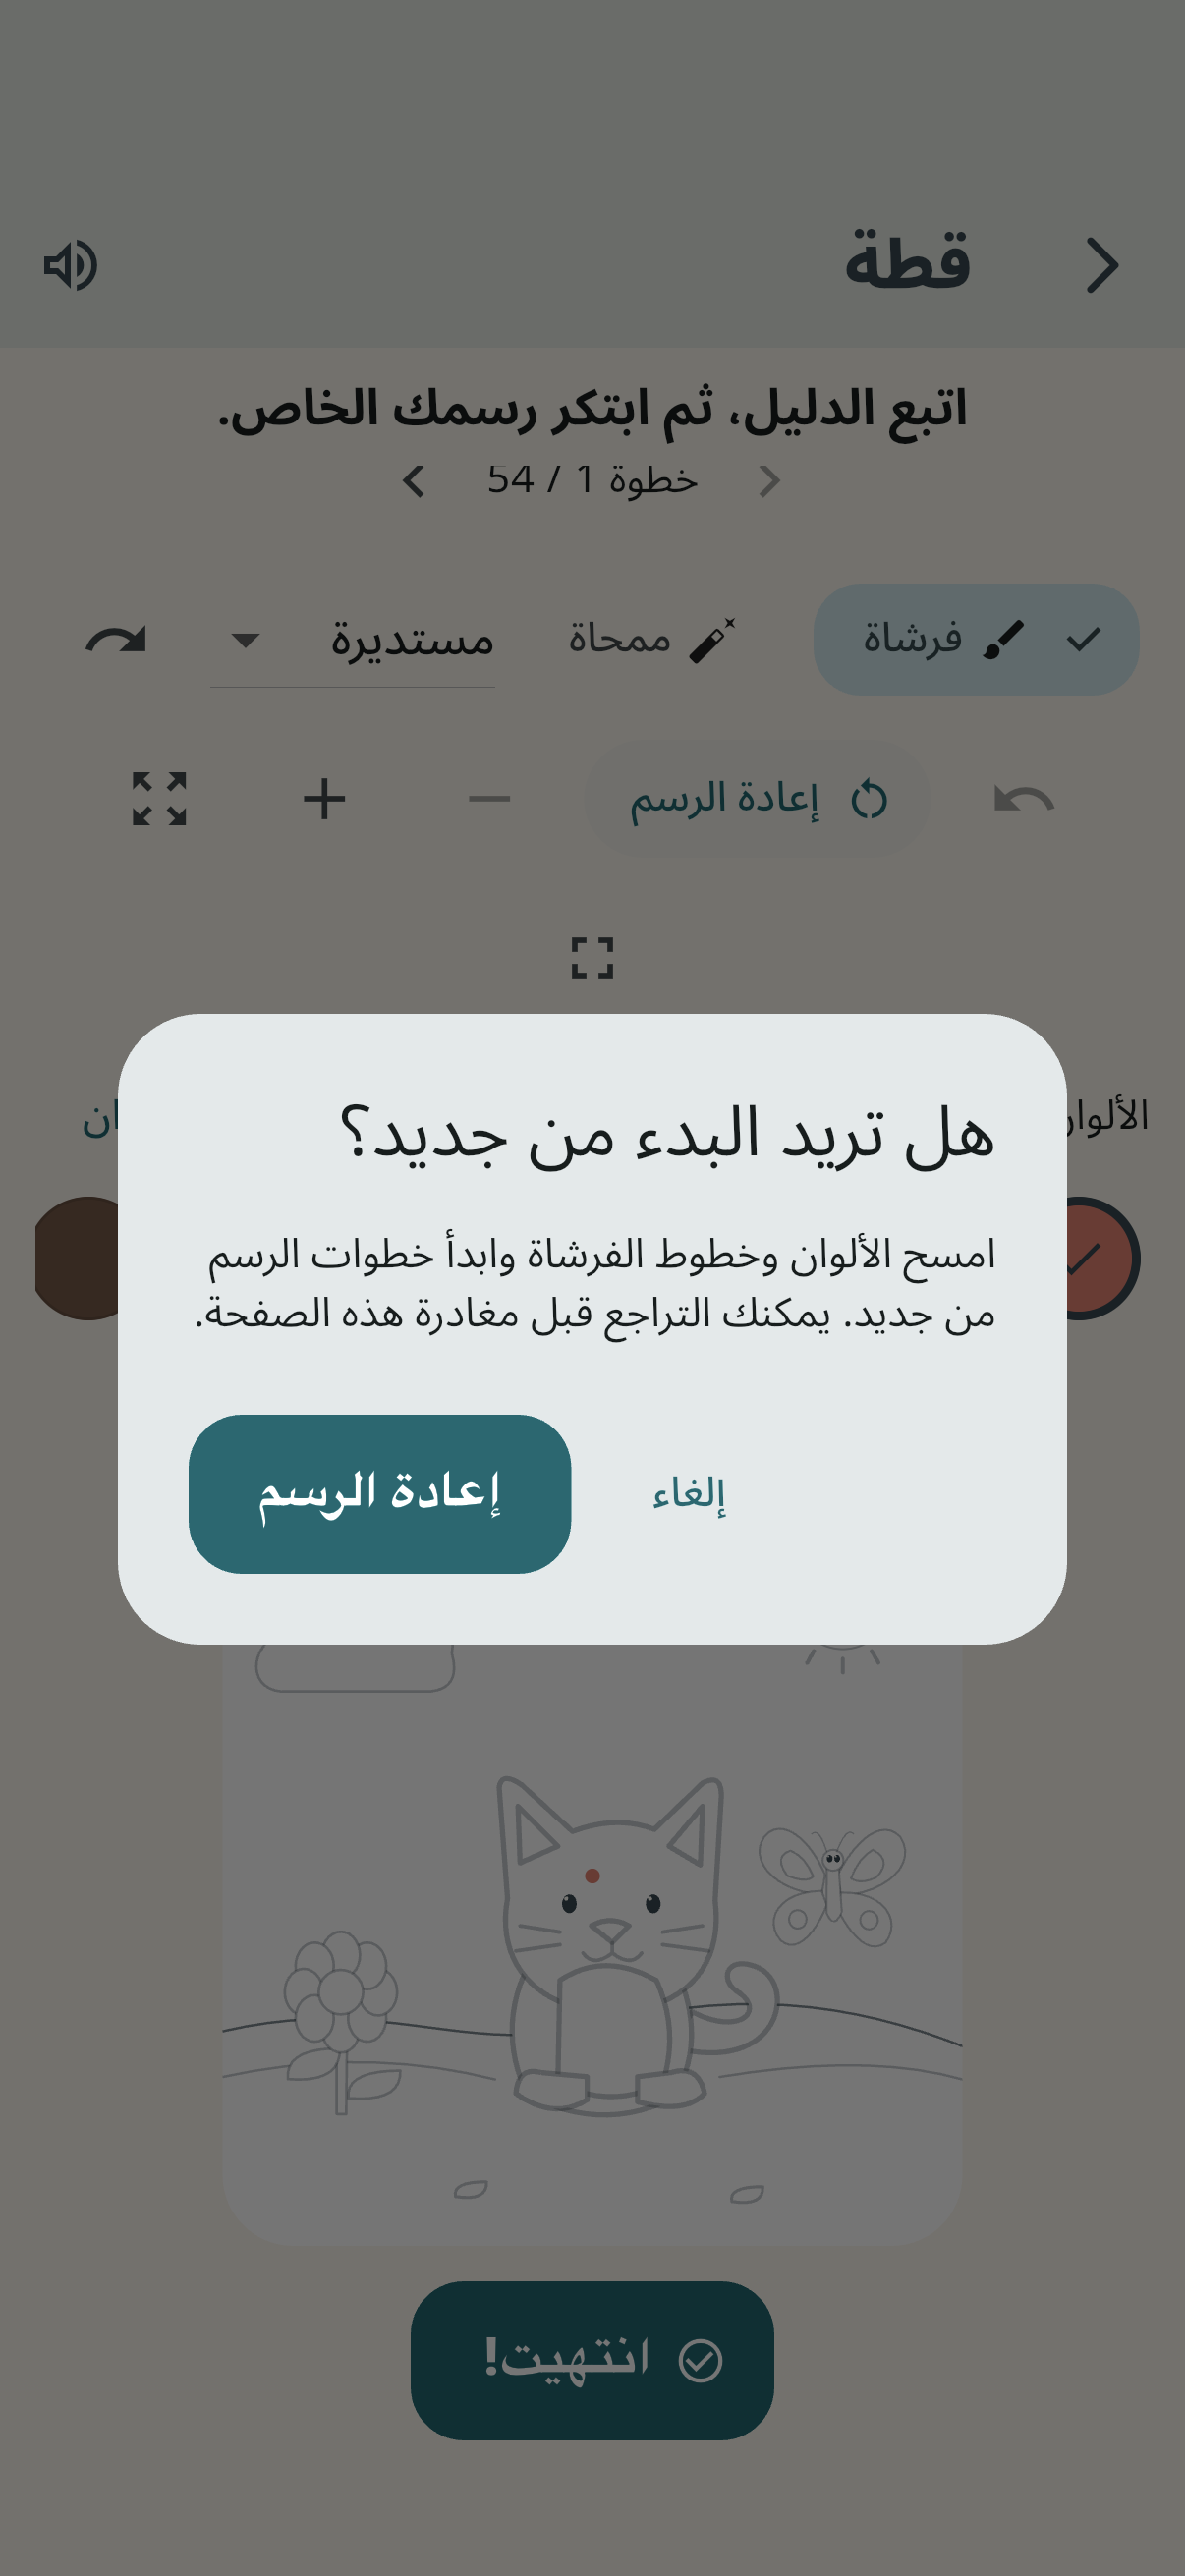 قطة
اتبع الدليل، ثم ابتكر رسمك الخاص.
خطوة 1 / 54
فرشاة
ممحاة
مستديرة
إعادة الرسم
هل تريد البدء من جديد؟
امسح الألوان وخطوط الفرشاة وابدأ خطوات الرسم
من جديد. يمكنك التراجع قبل مغادرة هذه الصفحة.
إلغاء
إعادة الرسم
انتهيت!